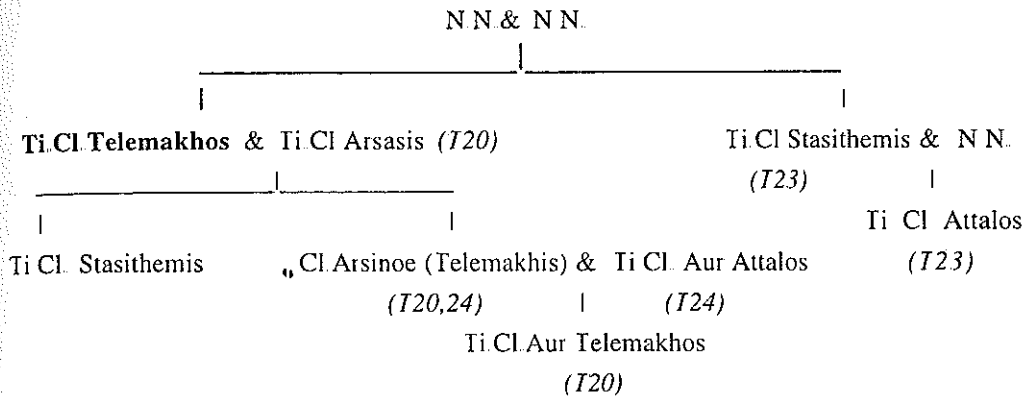 N.N. & N.N.
Ti.Cl.Telemakhos & Ti.Cl Arsasis (T20) Ti.Cl Stasithemis & N N.
(T23)
Ti Cl Attalos
Ti Cl. Stasithemis Cl.Arsinoe (Telemakhis) & Ti Cl. Aur Attalos (T23)
(T20,24) (T24)
Ti.Cl.Aur Telemakhos
(T20)